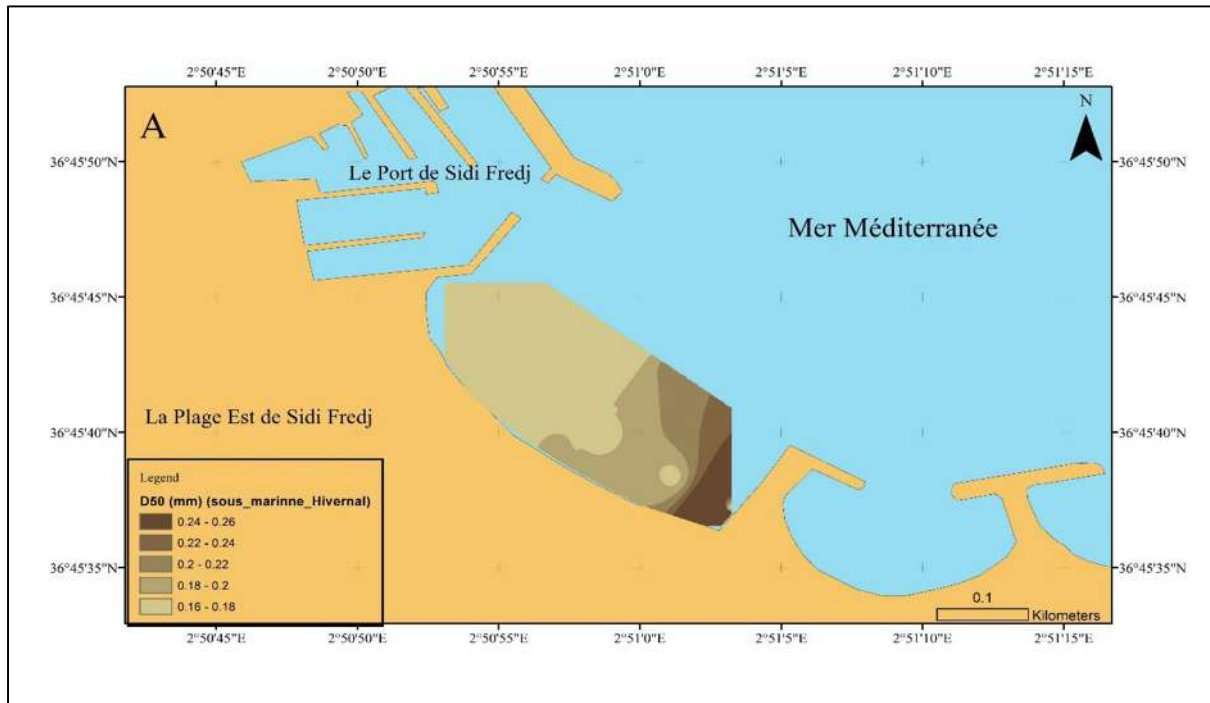 2°50'45"E 2°50'50"E 2°50'55"E 2°51'0"E 2°51'5"E 2°51'10"E 2°51'15"E
A
N
36°45'50"N 36°45'50"N
Le Port de Sidi Fredj
Mer Méditerranée
36°45'45"N 36°45'45"N
La Plage Est de Sidi Fredj
36°45'40"N 36°45'40"N
Legend
D50 (mm) (sous_marinne_Hivernal)
0.24 - 0.26
0.22 - 0.24
0.2 - 0.22
0.18 - 0.2
0.16 - 0.18
36°45'35"N 36°45'35"N
0.1
Kilometers
2°50'45"E 2°50'50"E 2°50'55"E 2°51'0"E 2°51'5"E 2°51'10"E 2°51'15"E